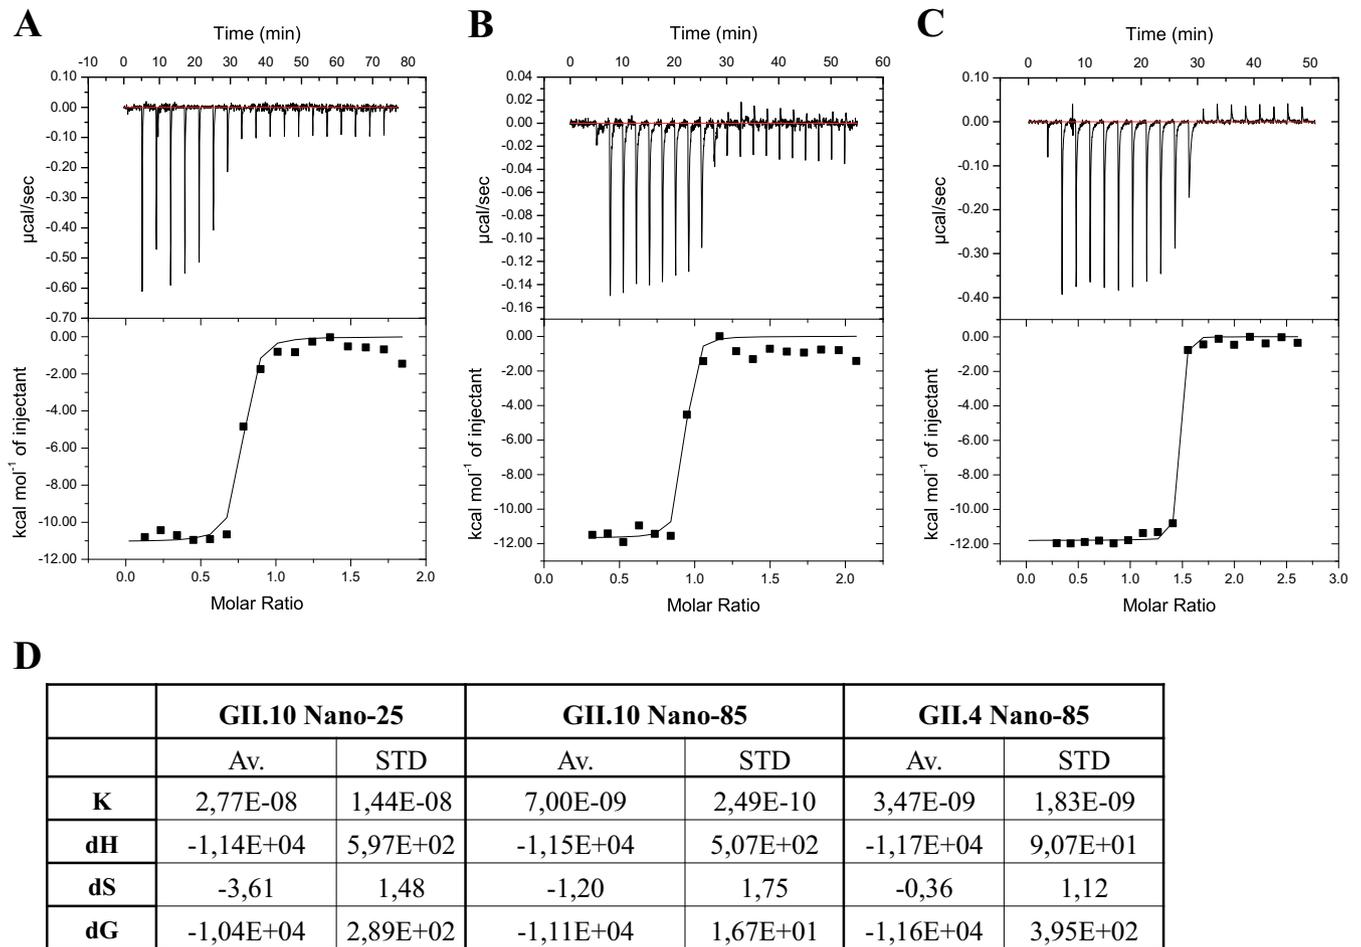 A
Time (min)
-10 0 10 20 30 40 50 60 70 80
0.10
0.00
-0.10
-0.20
-0.30
-0.40
-0.50
-0.60
-0.70
µcal/sec
0.00
-2.00
-4.00
-6.00
-8.00
-10.00
-12.00
kcal mol-1 of injectant
0.0 0.5 1.0 1.5 2.0
Molar Ratio
B
Time (min)
0 10 20 30 40 50 60
0.04
0.02
0.00
-0.02
-0.04
-0.06
-0.08
-0.10
-0.12
-0.14
-0.16
µcal/sec
0.00
-2.00
-4.00
-6.00
-8.00
-10.00
-12.00
kcal mol-1 of injectant
0.0 0.5 1.0 1.5 2.0
Molar Ratio
C
Time (min)
0 10 20 30 40 50
0.10
0.00
-0.10
-0.20
-0.30
-0.40
µcal/sec
0.00
-2.00
-4.00
-6.00
-8.00
-10.00
-12.00
kcal mol-1 of injectant
0.0 0.5 1.0 1.5 2.0 2.5 3.0
Molar Ratio
D
GII.10 Nano-25 GII.10 Nano-85 GII.4 Nano-85
Av. STD Av. STD Av. STD
K 2,77E-08 1,44E-08 7,00E-09 2,49E-10 3,47E-09 1,83E-09
dH -1,14E+04 5,97E+02 -1,15E+04 5,07E+02 -1,17E+04 9,07E+01
dS -3,61 1,48 -1,20 1,75 -0,36 1,12
dG -1,04E+04 2,89E+02 -1,11E+04 1,67E+01 -1,16E+04 3,95E+02